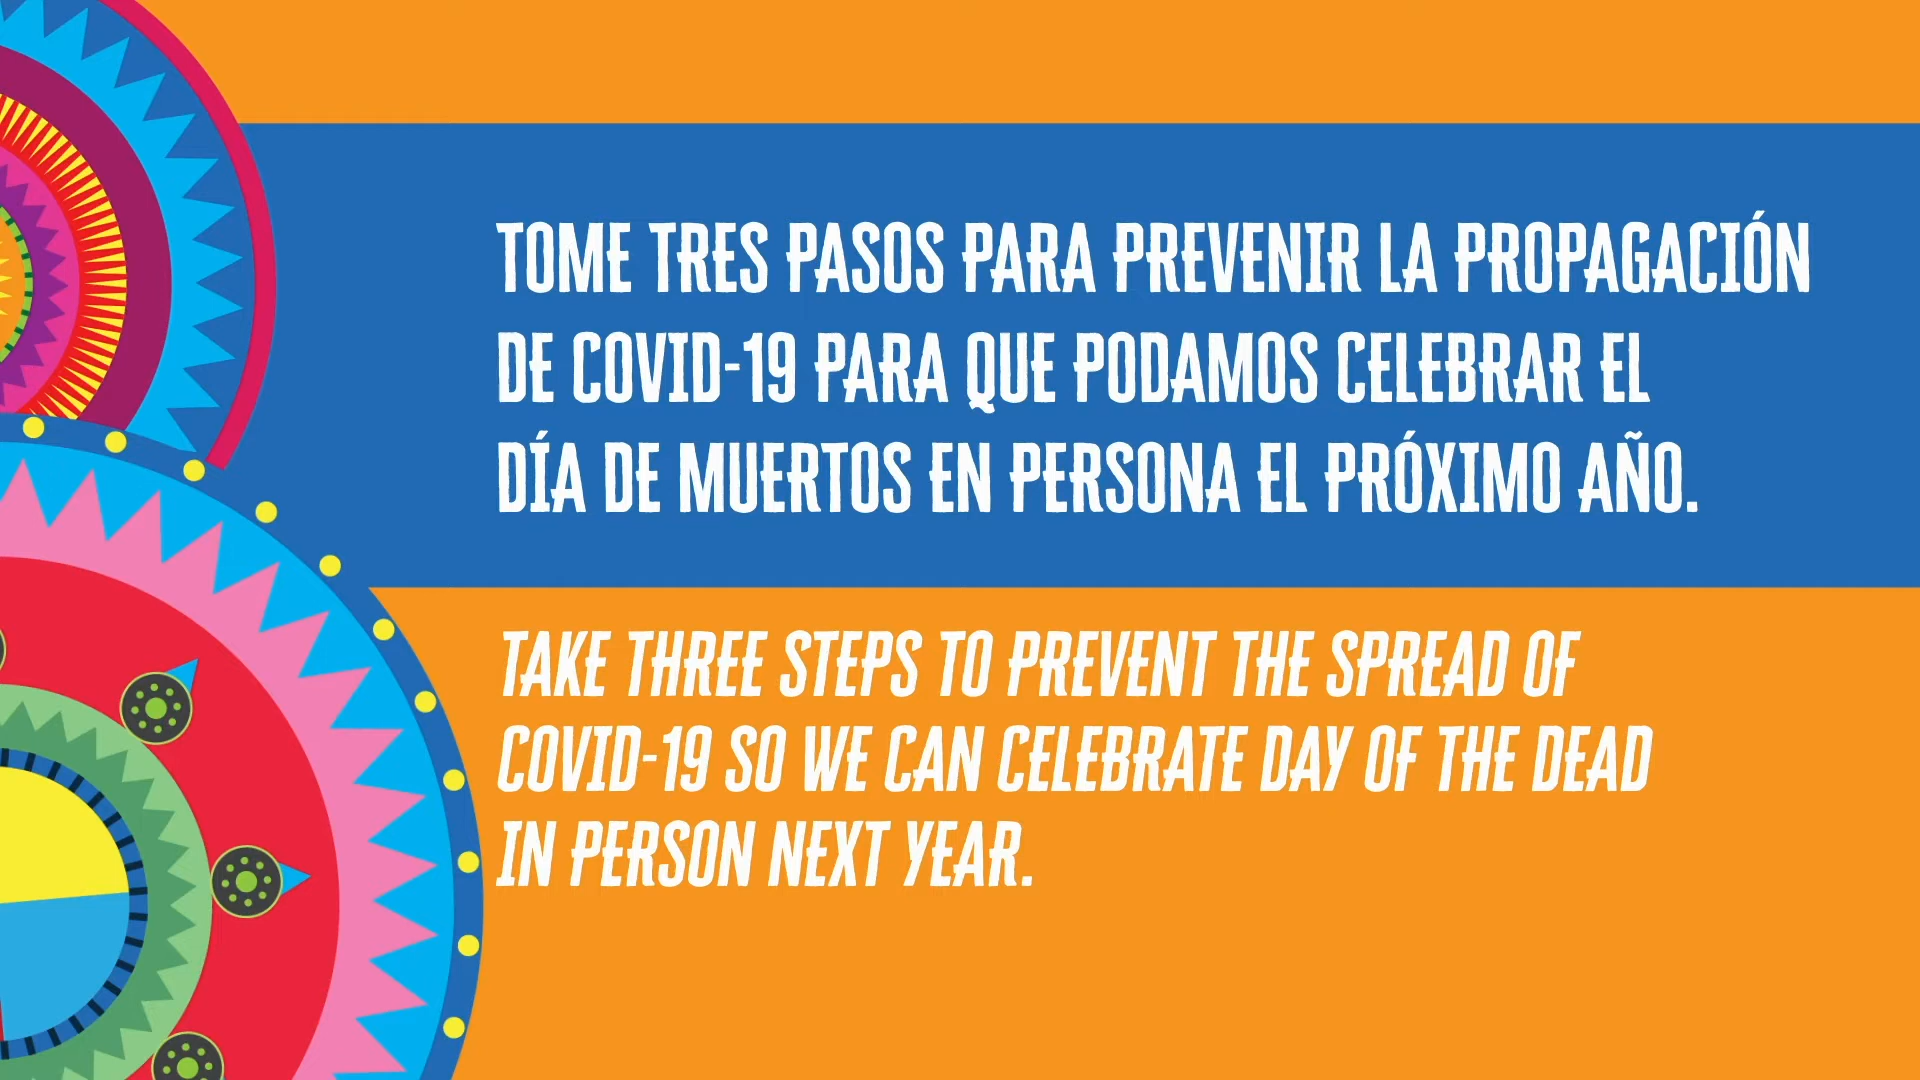 TOME TRES PASOS PARA PREVENIR LA PROPAGACIÓN
DE COVID-19 PARA QUE PODAMOS CELEBRAR EL
DÍA DE MUERTOS EN PERSONA EL PRÓXIMO AÑO.
TAKE THREE STEPS TO PREVENT THE SPREAD OF
COVID-19 SO WE CAN CELEBRATE DAY OF THE DEAD
IN PERSON NEXT YEAR.